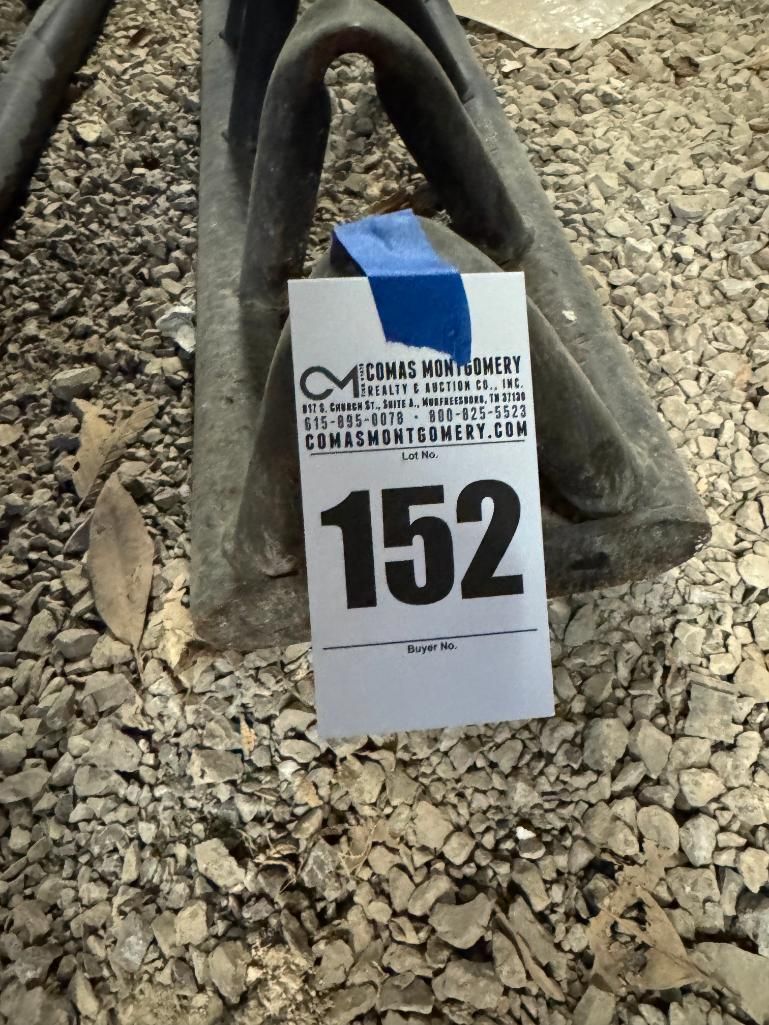 CM
COMAS MONTGOMERY
REALTY & AUCTION CO., INC.
817 S. CHURCH ST., SUITE A., MURFREESBORO, TN 37130
615-895-0078 • 800-825-5523
COMASMONTGOMERY.COM
Lot No.
152
Buyer No.